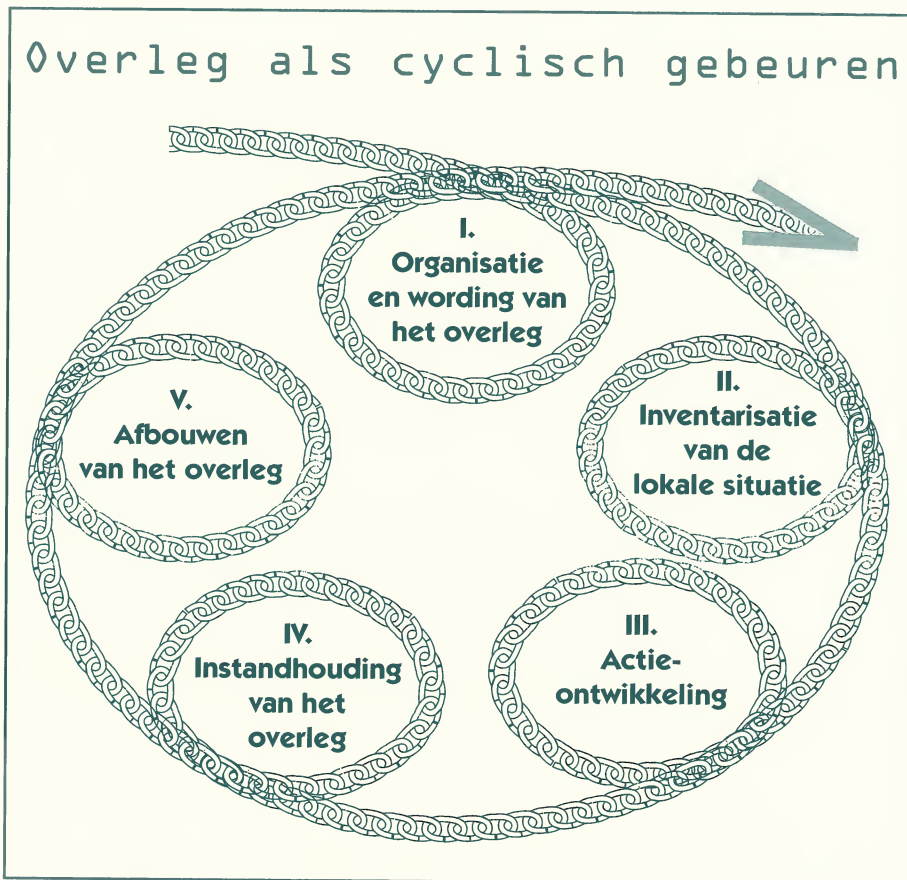 Overleg als cyclisch gebeuren
I.
Organisatie
en wording van
het overleg
II.
Inventarisatie
van de
lokale situatie
III.
Actie-
ontwikkeling
IV.
Instandhouding
van het
overleg
V.
Afbouwen
van het overleg